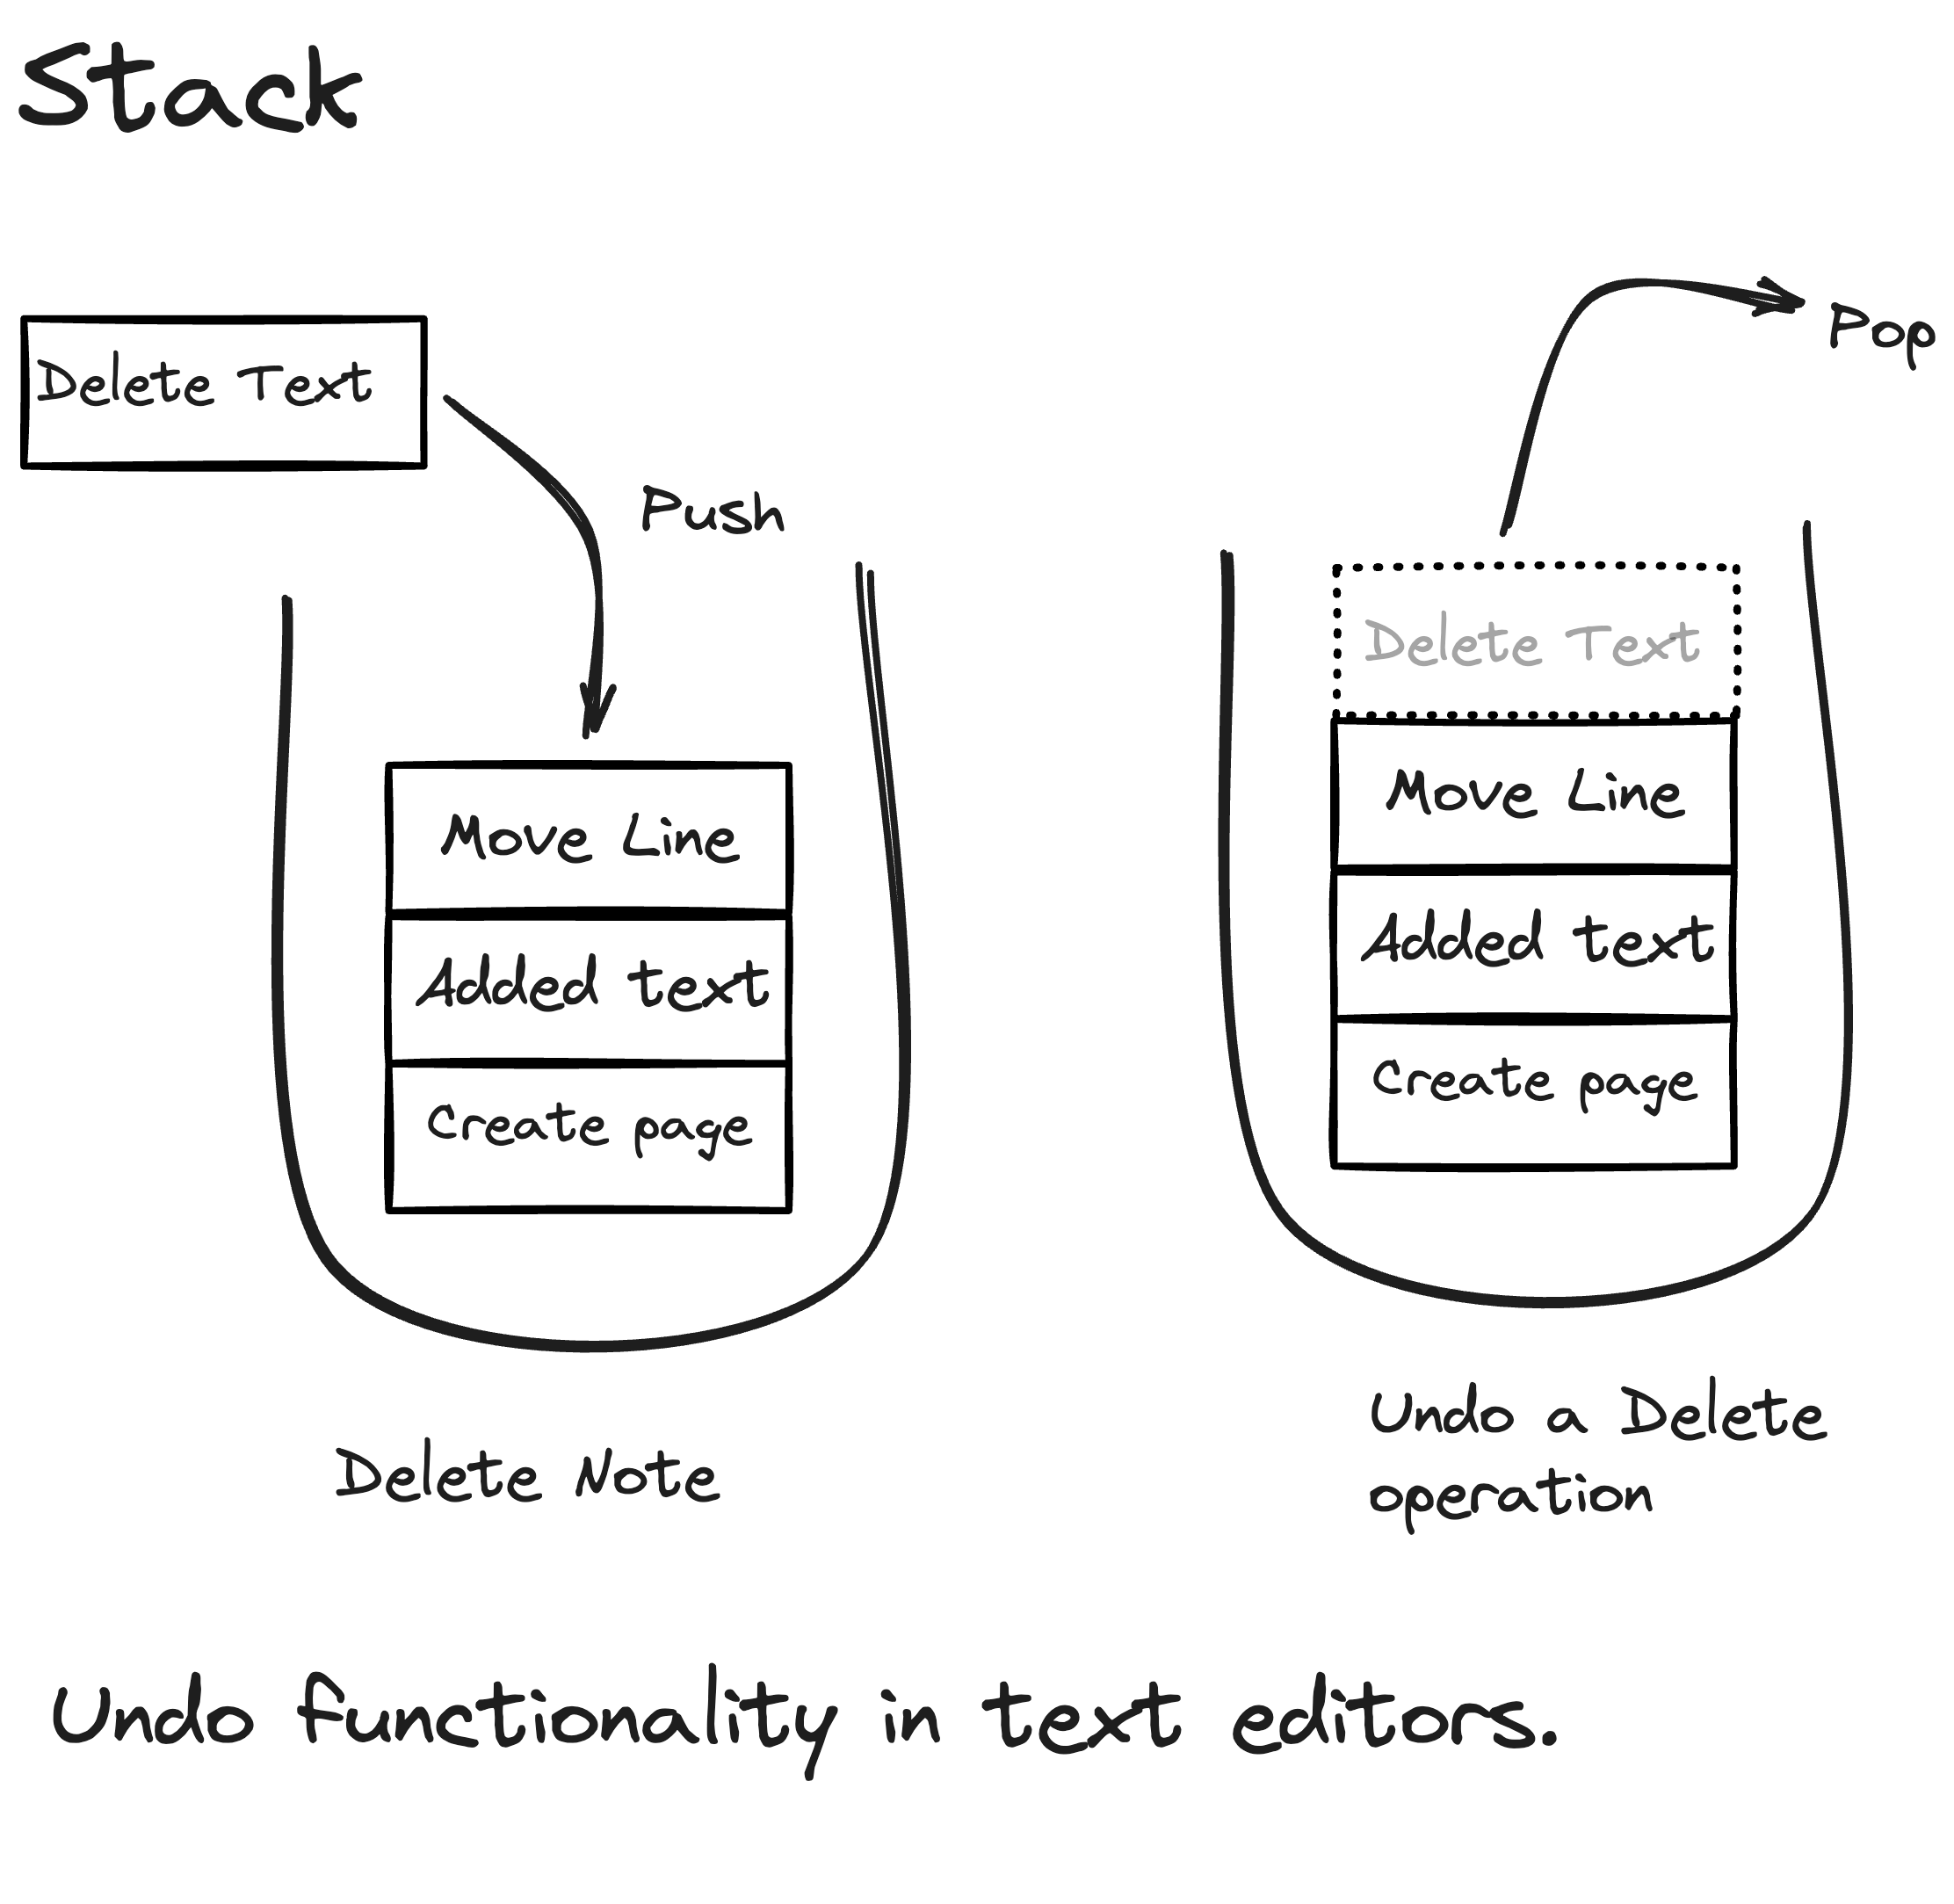 Stack
Delete Text
Push
Move Line
Added text
Create page
Delete Note
Pop
Delete Text
Move Line
Added text
Create page
Undo a Delete
operation
Undo functionality in text editors.